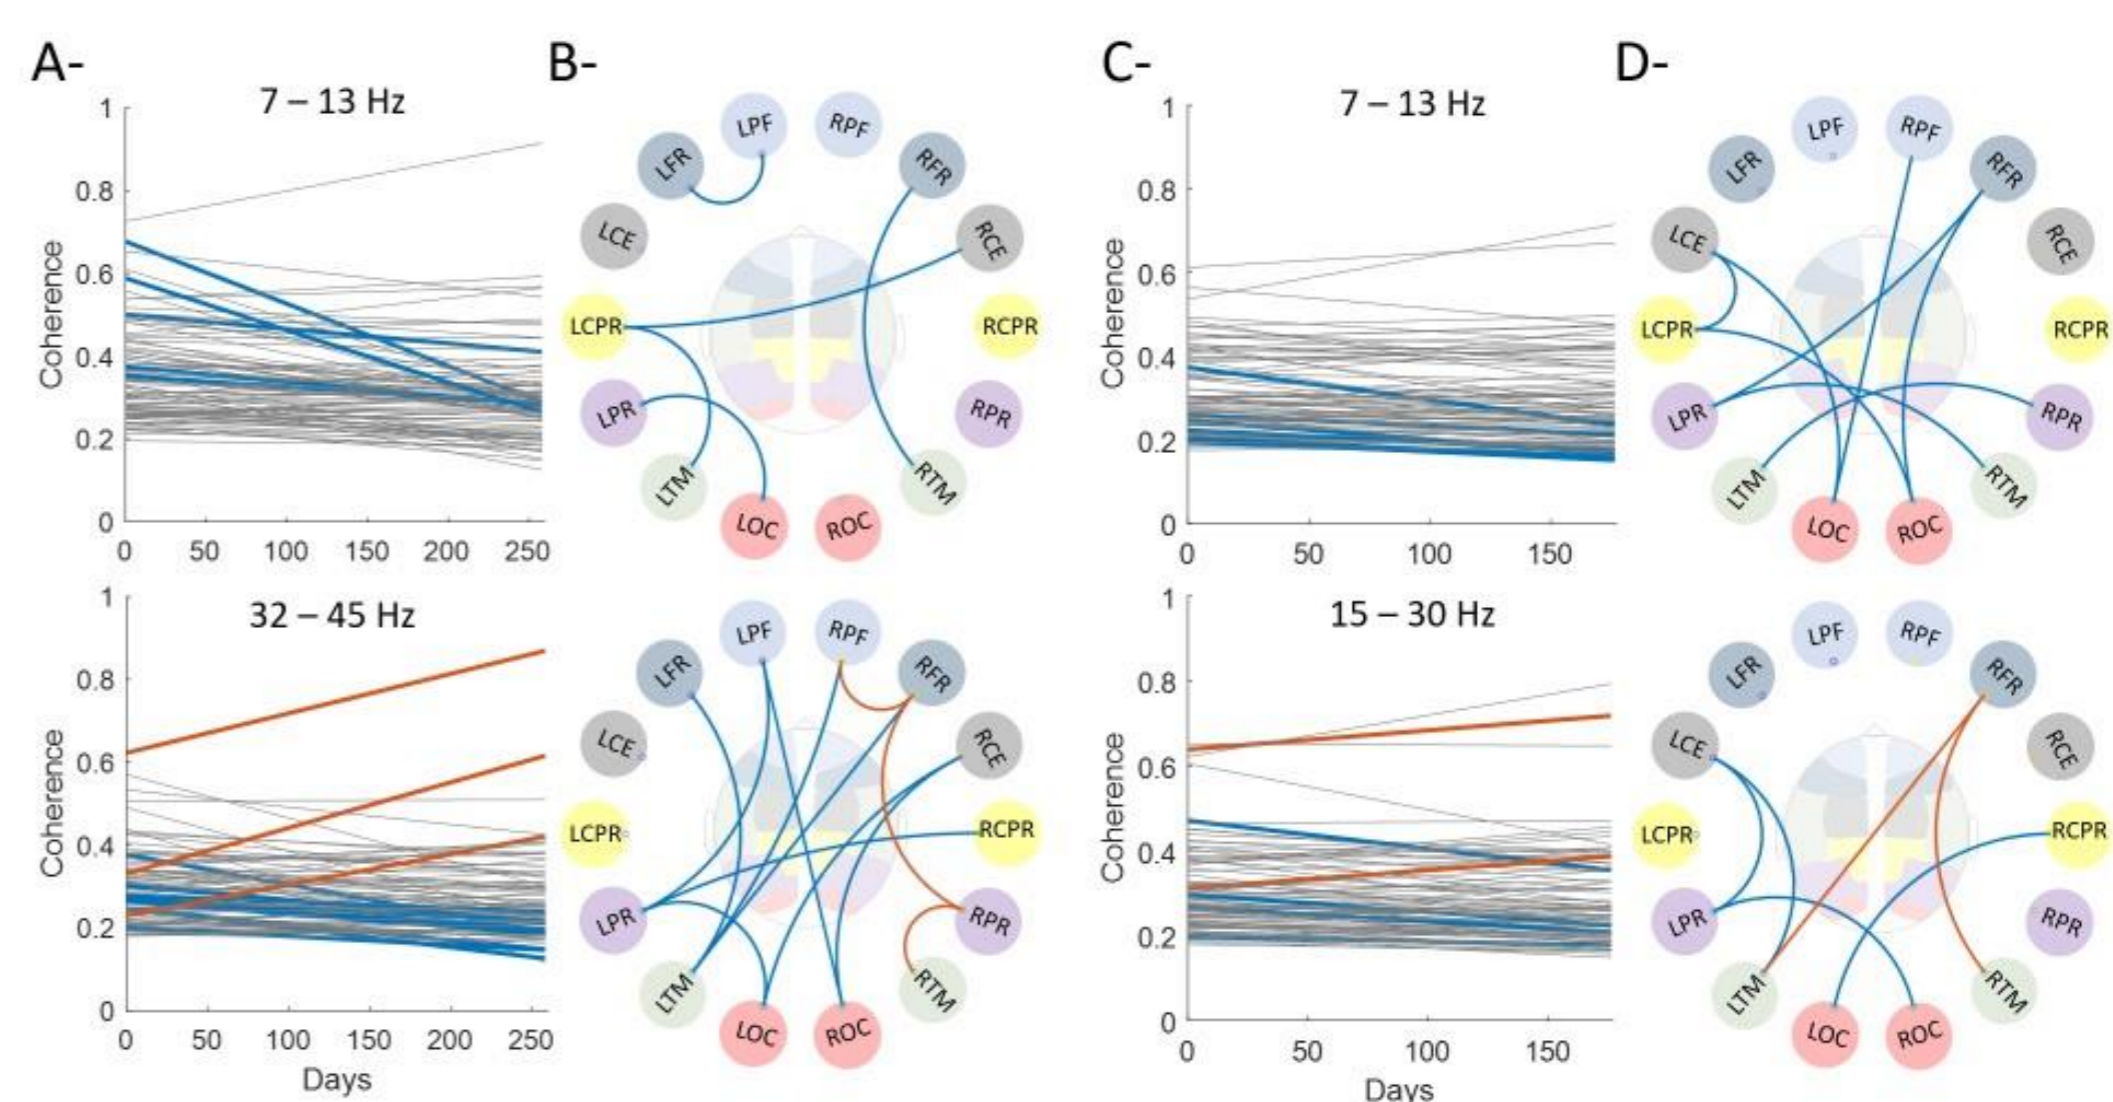 A-
B-
C-
D-
7 – 13 Hz
Coherence
1
0.8
0.6
0.4
0.2
0
0 50 100 150 200 250
LPF
RPF
LFR
RFR
LCE
RCE
LCPR
RCPR
LPR
RPR
LTM
RTM
LOC
ROC
7 – 13 Hz
Coherence
1
0.8
0.6
0.4
0.2
0
0 50 100 150
LPF
RPF
LFR
RFR
LCE
RCE
LCPR
RCPR
LPR
RPR
LTM
RTM
LOC
ROC
32 – 45 Hz
Coherence
1
0.8
0.6
0.4
0.2
0
0 50 100 150 200 250
Days
LPF
RPF
LFR
RFR
LCE
RCE
LCPR
RCPR
LPR
RPR
LTM
RTM
LOC
ROC
15 – 30 Hz
Coherence
1
0.8
0.6
0.4
0.2
0
0 50 100 150
Days
LPF
RPF
LFR
RFR
LCE
RCE
LCPR
RCPR
LPR
RPR
LTM
RTM
LOC
ROC